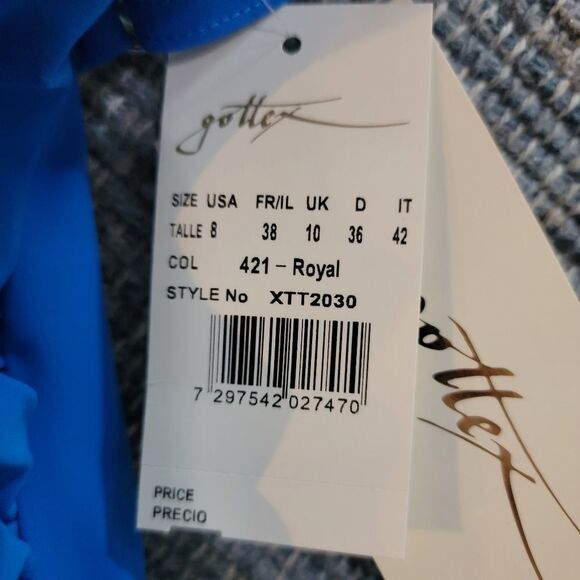 gottex
SIZE USA FR/IL UK D IT
TALLE 8 38 10 36 42
COL 421 - Royal
STYLE No XTT2030
7 297542 027470
PRICE
PRECIO
gottex